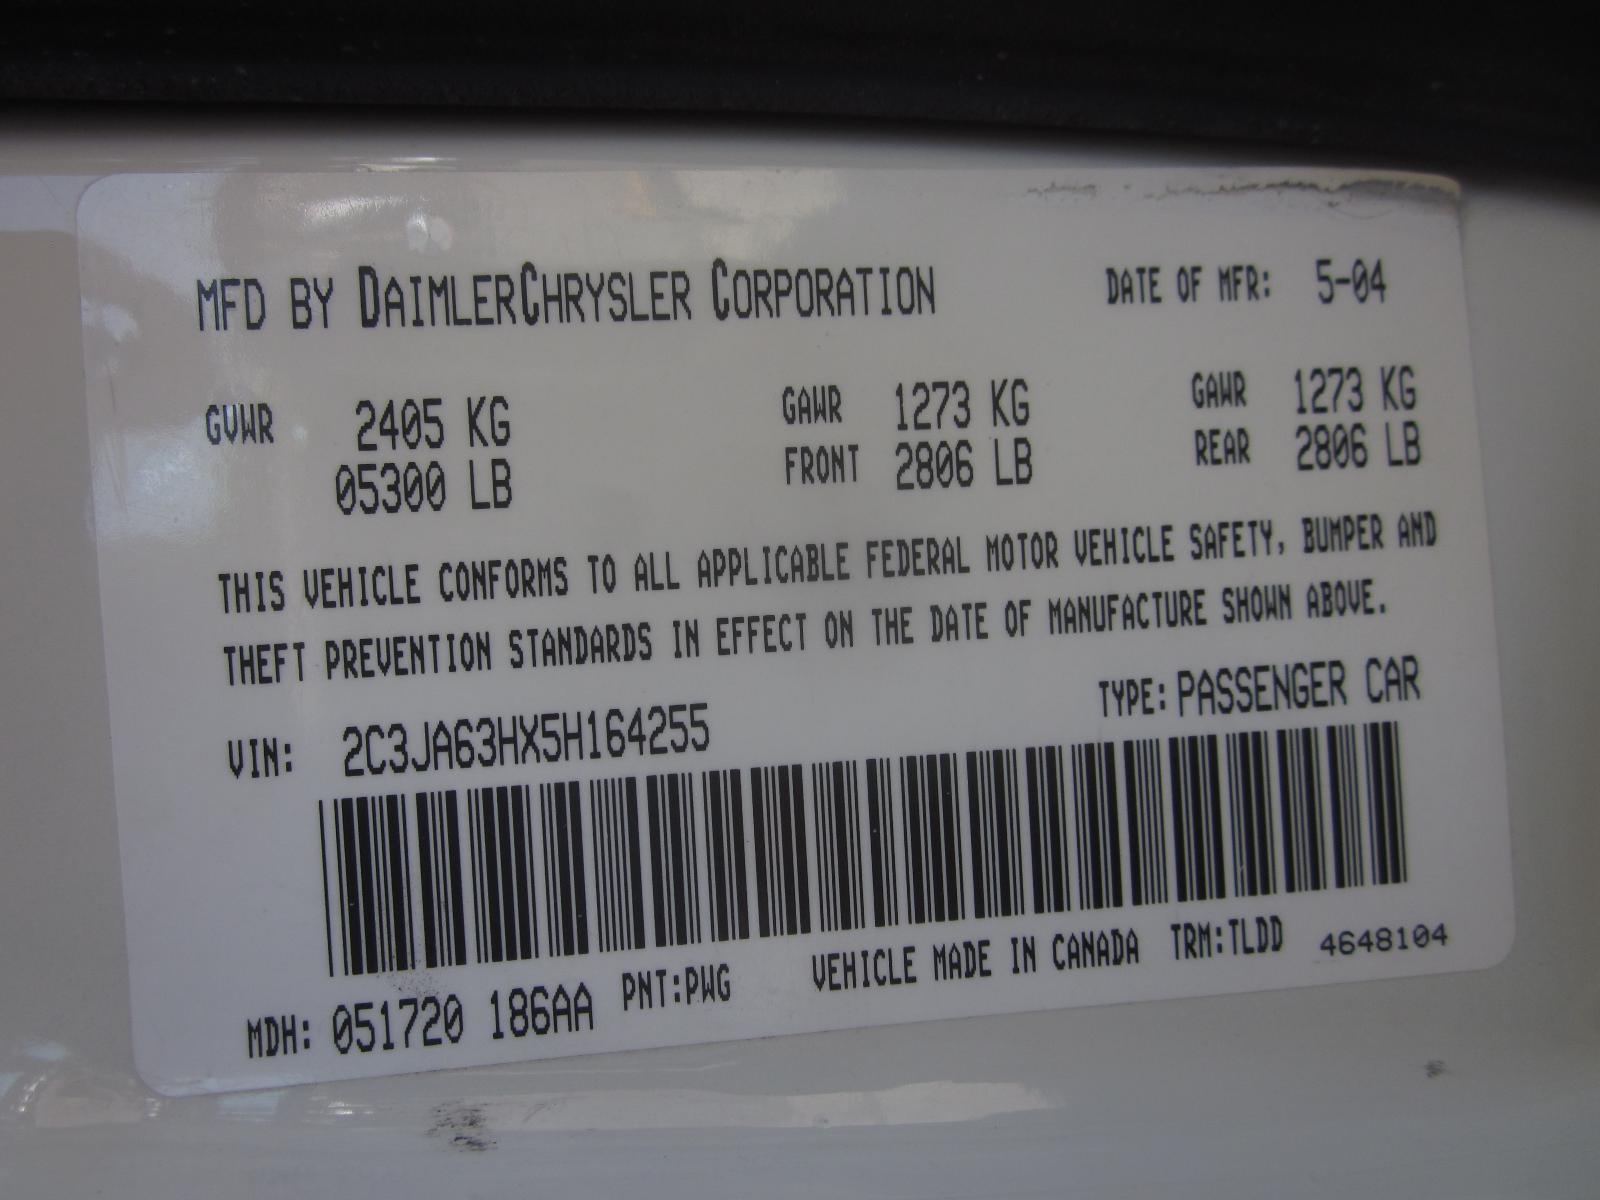 MFD BY DAIMLERCHRYSLER CORPORATION DATE OF MFR: 5-04
GVWR 2405 KG GAWR 1273 KG GAWR 1273 KG
05300 LB FRONT 2806 LB REAR 2806 LB
THIS VEHICLE CONFORMS TO ALL APPLICABLE FEDERAL MOTOR VEHICLE SAFETY, BUMPER AND
THEFT PREVENTION STANDARDS IN EFFECT ON THE DATE OF MANUFACTURE SHOWN ABOVE.
VIN: 2C3JA63HX5H164255 TYPE: PASSENGER CAR
MDH: 051720 186AA PNT:PWG VEHICLE MADE IN CANADA TRM:TLDD 4648104